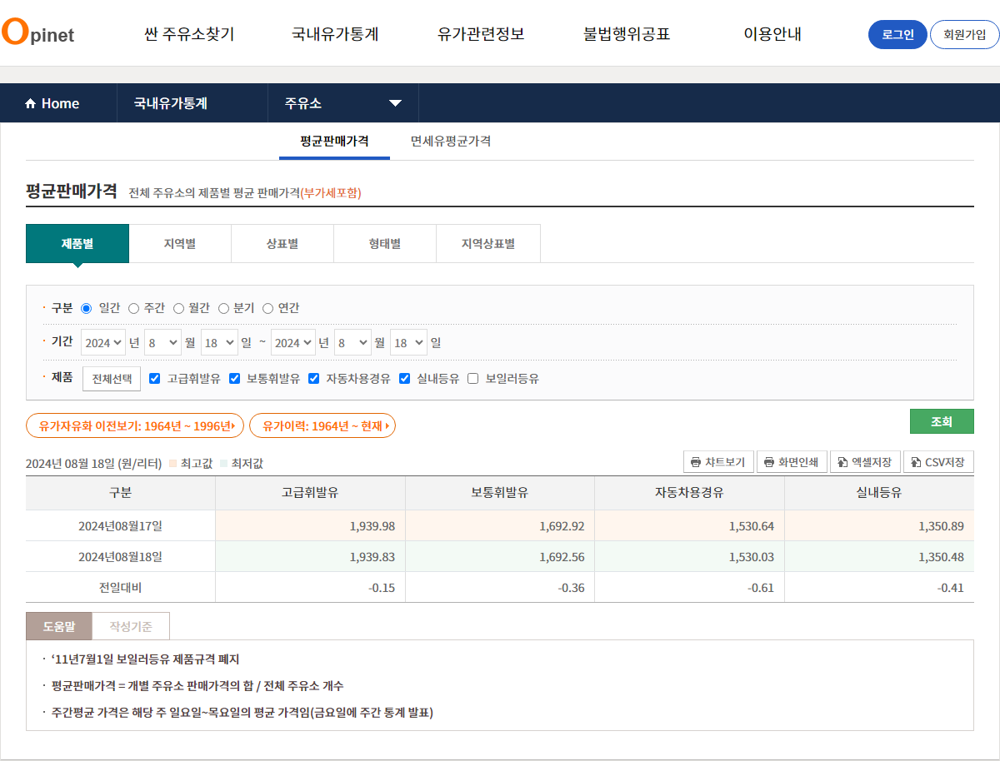 Opinet
싼 주유소찾기 국내유가통계 유가관련정보 불법행위공표 이용안내 로그인 회원가입
Home 국내유가통계 주유소
평균판매가격 면세유평균가격
평균판매가격 전체 주유소의 제품별 평균 판매가격(부가세포함)
제품별 지역별 상표별 형태별 지역상표별
· 구분 일간 주간 월간 분기 연간
· 기간 2024 년 8 월 18 일 ~ 2024 년 8 월 18 일
· 제품 전체선택 고급휘발유 보통휘발유 자동차용경유 실내등유 보일러등유
유가자유화 이전보기: 1964년 ~ 1996년 유가이력: 1964년 ~ 현재 조회
2024년 08월 18일 (원/리터) 최고값 최저값 챠트보기 화면인쇄 엑셀저장 CSV저장
구분 고급휘발유 보통휘발유 자동차용경유 실내등유
2024년08월17일 1,939.98 1,692.92 1,530.64 1,350.89
2024년08월18일 1,939.83 1,692.56 1,530.03 1,350.48
전일대비 -0.15 -0.36 -0.61 -0.41
도움말 작성기준
· ‘11년7월1일 보일러등유 제품규격 폐지
· 평균판매가격 = 개별 주유소 판매가격의 합 / 전체 주유소 개수
· 주간평균 가격은 해당 주 일요일~목요일의 평균 가격임(금요일에 주간 통계 발표)